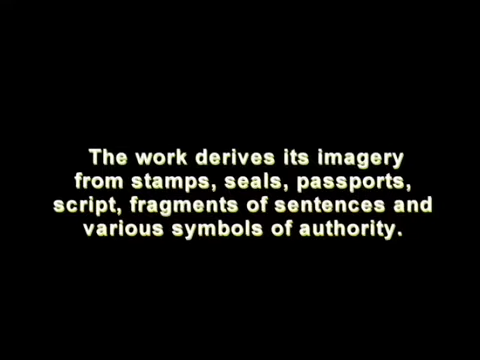 The work derives its imagery
from stamps, seals, passports,
script, fragments of sentences and
various symbols of authority.